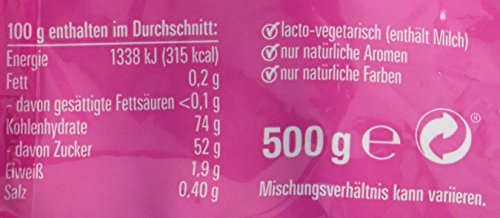 100 g enthalten im Durchschnitt:
Energie 1338 kJ (315 kcal)
Fett 0,2 g
- davon gesättigte Fettsäuren <0,1 g
Kohlenhydrate 74 g
- davon Zucker 52 g
Eiweiß 1,9 g
Salz 0,40 g
lacto-vegetarisch (enthält Milch)
nur natürliche Aromen
nur natürliche Farben
500 g e
Mischungsverhältnis kann variieren.